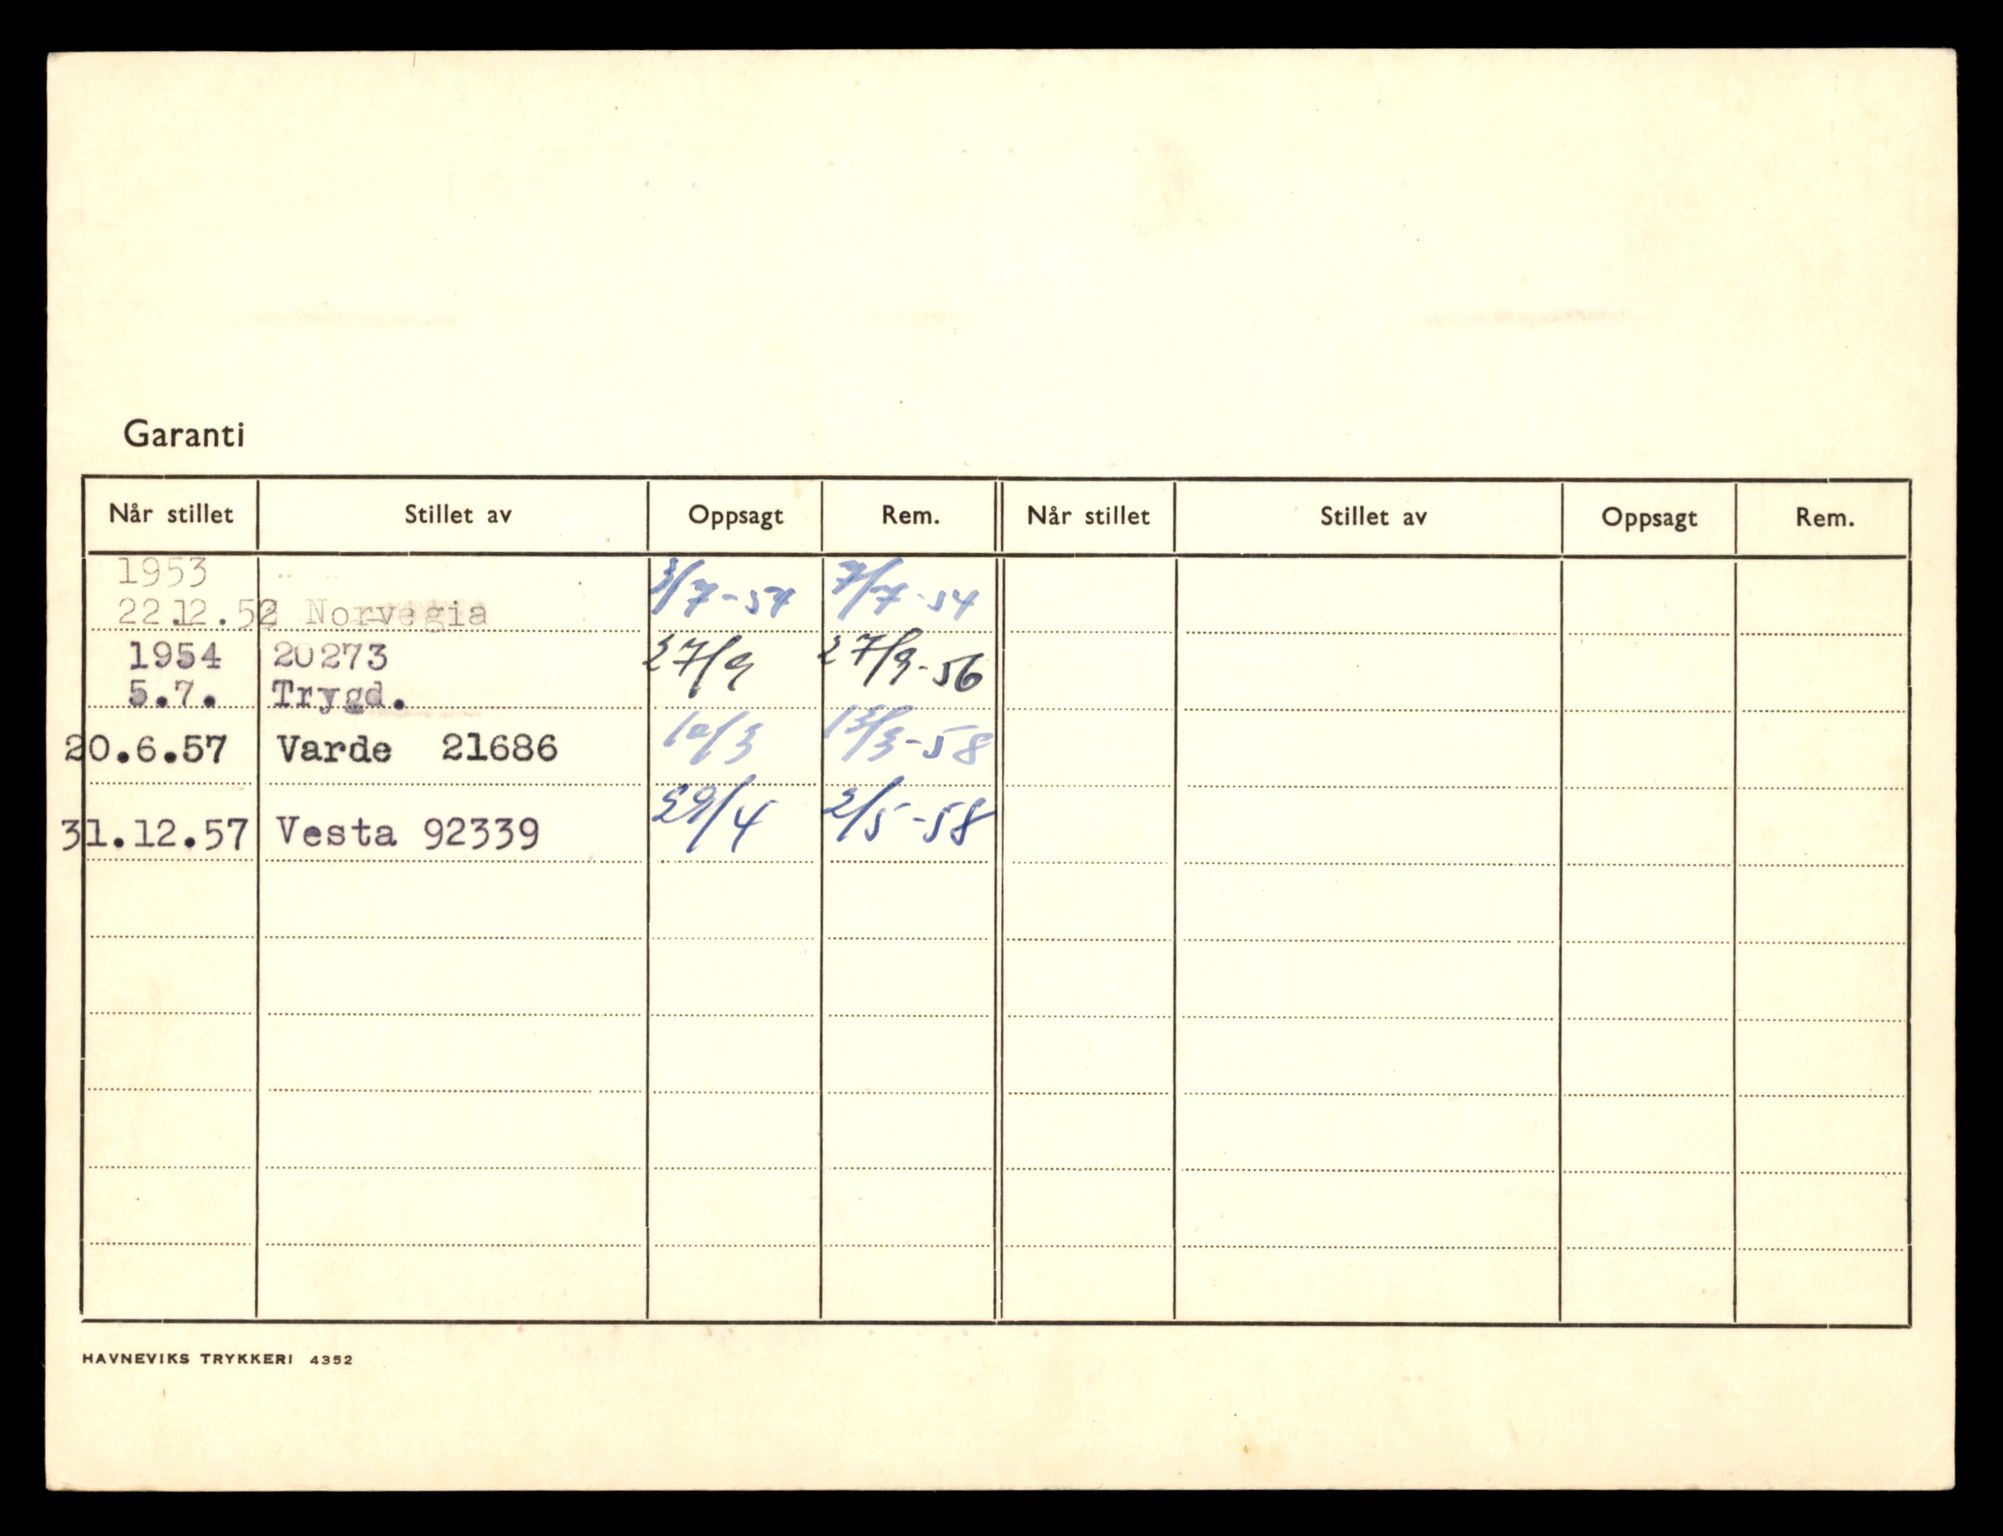 Garanti
Når stillet Stillet av Oppsagt Rem. Når stillet Stillet av Oppsagt Rem.
1953
22.12.52 Norvegia 3/7-54 7/7-54
1954 20273
5.7. Trygd. 27/9 27/9-56
20.6.57 Varde 21686 10/3 13/3-58
31.12.57 Vesta 92339 29/4 2/5-58
HAVNEVIKS TRYKKERI 4352